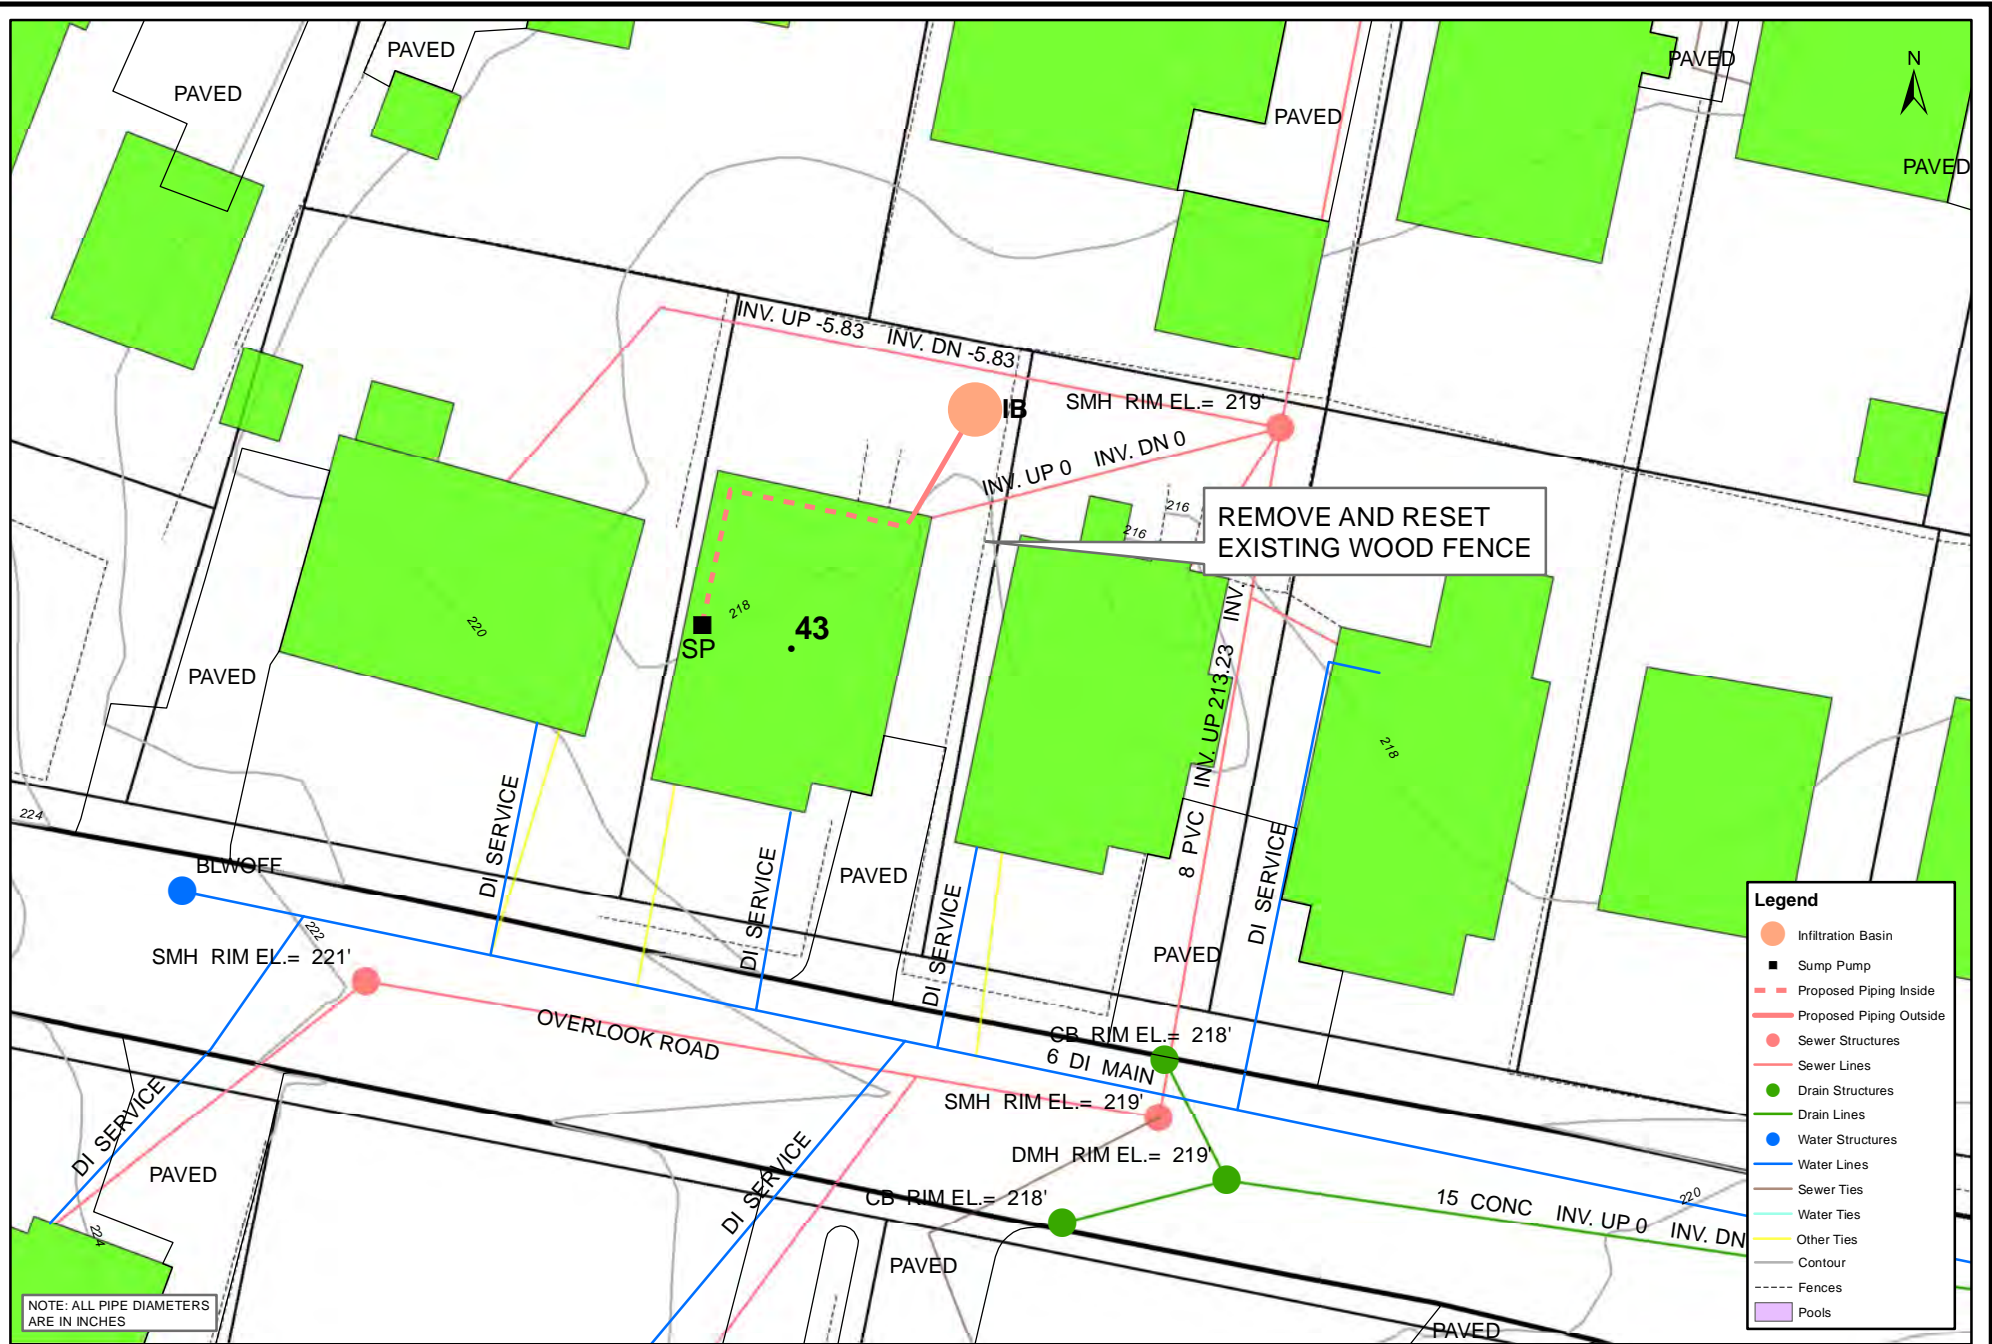 PAVED
PAVED
PAVED
PAVED
PAVED
N
INV. UP -5.83 INV. DN -5.83
IB
SMH RIM EL.= 219'
INV. UP 0 INV. DN 0
216
216
REMOVE AND RESET
EXISTING WOOD FENCE
218
43
SP
220
PAVED
8 PVC INV. UP 213.23 INV.
218
224
BLWOFF
DI SERVICE
DI SERVICE
PAVED
DI SERVICE
DI SERVICE
PAVED
222
SMH RIM EL.= 221'
OVERLOOK ROAD
CB RIM EL.= 218'
6 DI MAIN
SMH RIM EL.= 219'
DMH RIM EL.= 219'
CB RIM EL.= 218'
15 CONC INV. UP 0 INV. DN
220
DI SERVICE
PAVED
DI SERVICE
224
PAVED
PAVED
NOTE: ALL PIPE DIAMETERS
ARE IN INCHES
Legend
Infiltration Basin
Sump Pump
Proposed Piping Inside
Proposed Piping Outside
Sewer Structures
Sewer Lines
Drain Structures
Drain Lines
Water Structures
Water Lines
Sewer Ties
Water Ties
Other Ties
Contour
Fences
Pools